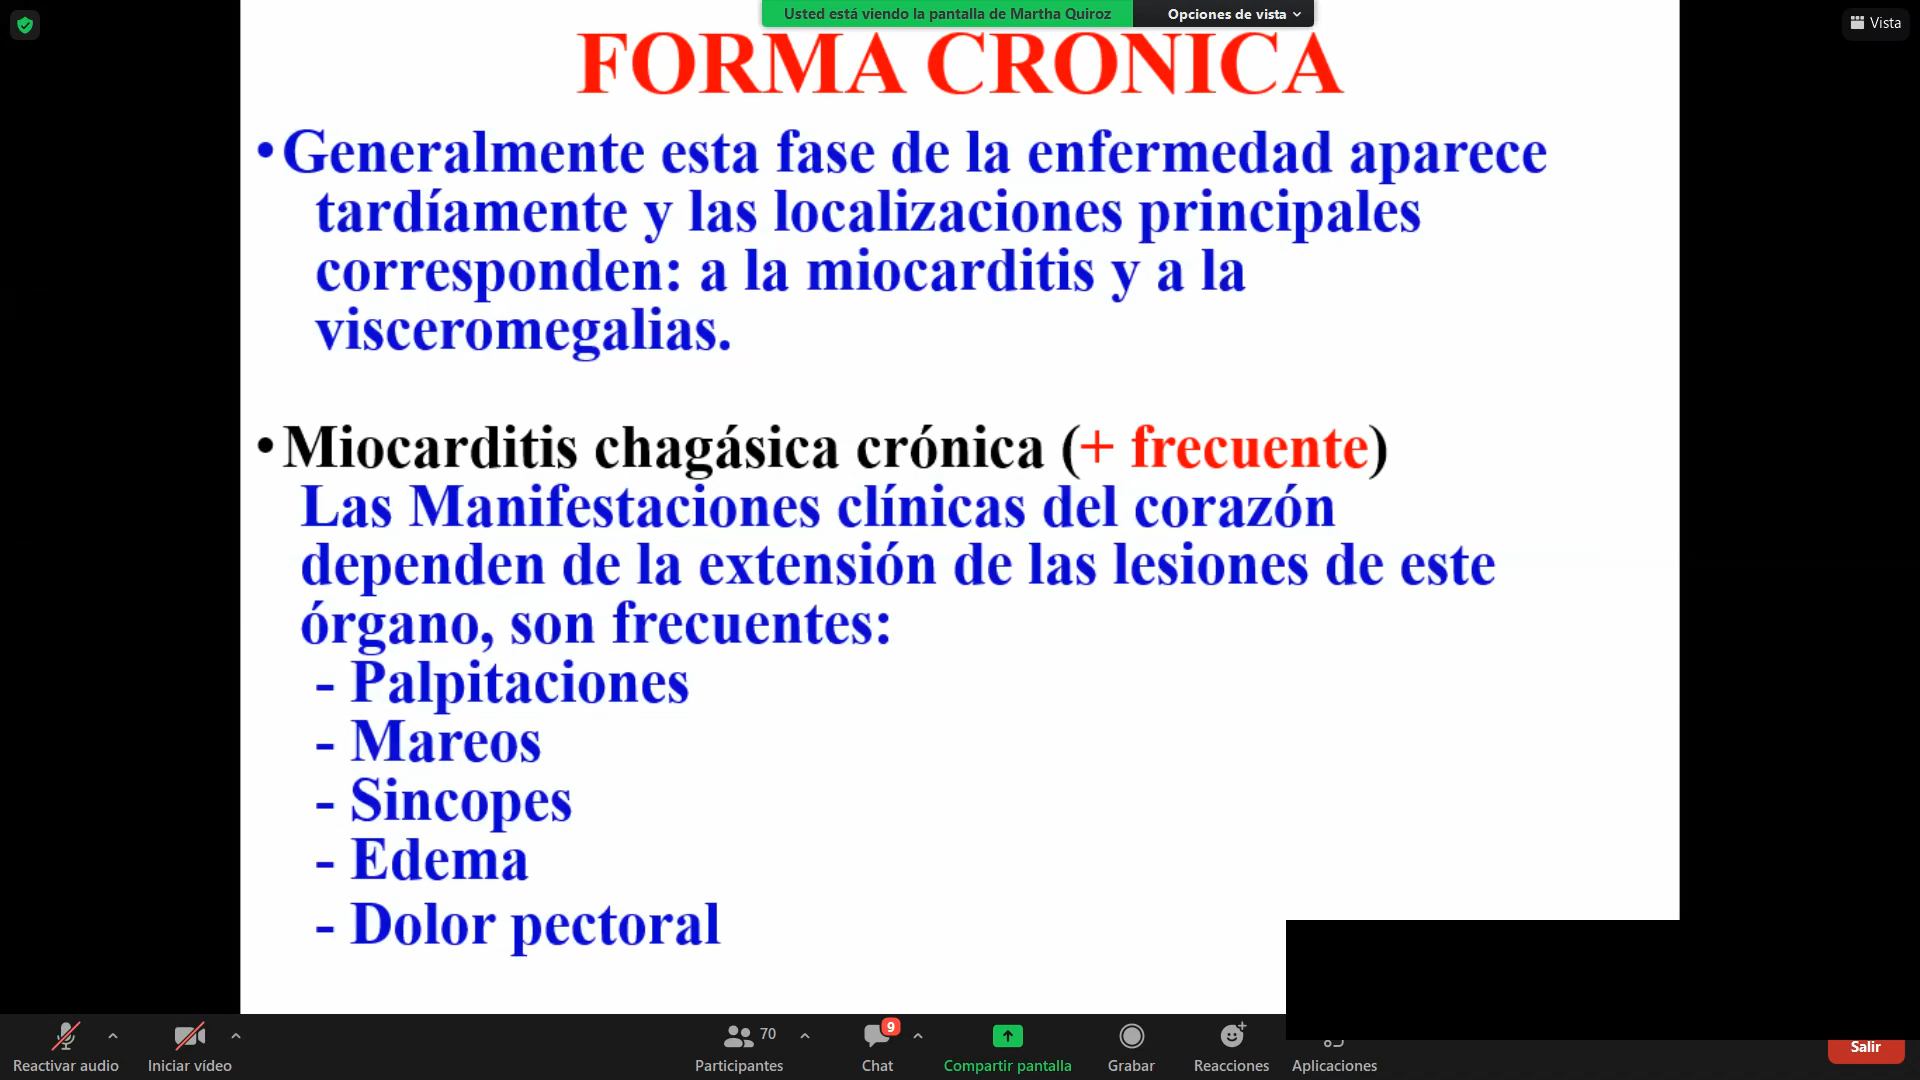 Usted está viendo la pantalla de Martha Quiroz
Opciones de vista
Vista
FORMA CRONICA
•Generalmente esta fase de la enfermedad aparece
tardíamente y las localizaciones principales
corresponden: a la miocarditis y a la
visceromegalias.
•Miocarditis chagásica crónica (+ frecuente)
Las Manifestaciones clínicas del corazón
dependen de la extensión de las lesiones de este
órgano, son frecuentes:
- Palpitaciones
- Mareos
- Sincopes
- Edema
- Dolor pectoral
70
9
Reactivar audio
Iniciar vídeo
Participantes
Chat
Compartir pantalla
Grabar
Reacciones
Aplicaciones
Salir